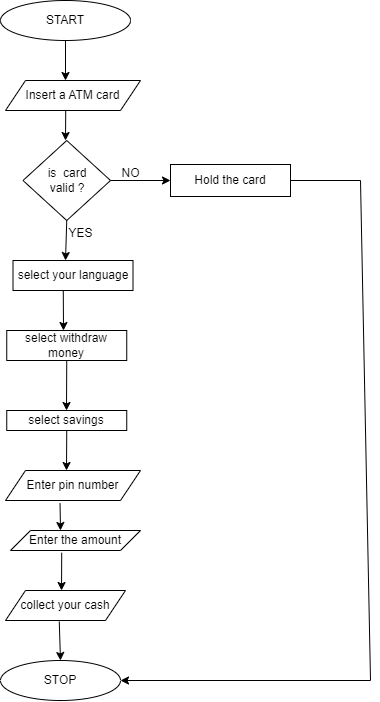 START
Insert a ATM card
is card
valid ?
NO
Hold the card
YES
select your language
select withdraw
money
select savings
Enter pin number
Enter the amount
collect your cash
STOP